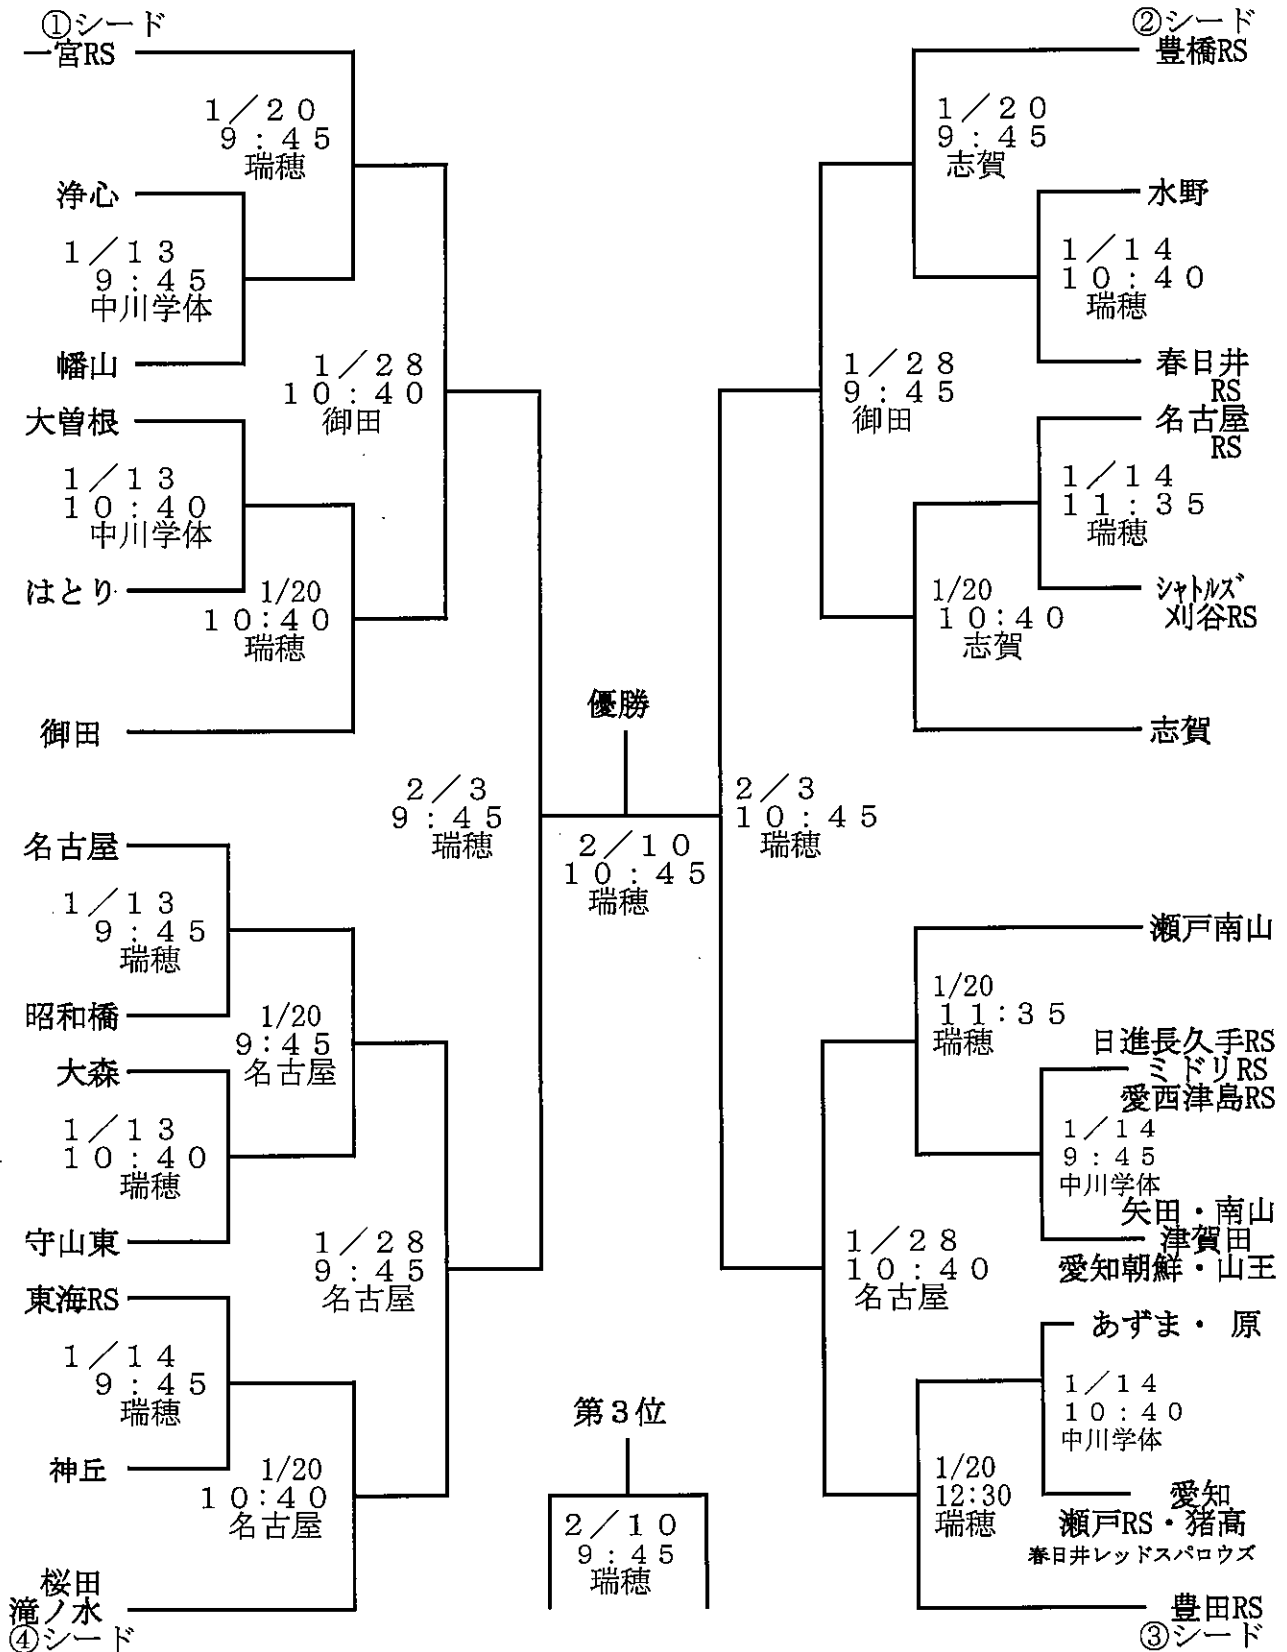 ①シード
一宮RS
1／20
9：45
瑞穂
浄心
1／13
9：45
中川学体
幡山
1／28
10：40
御田
大曽根
1／13
10：40
中川学体
はとり
1/20
10：40
瑞穂
御田
2／3
9：45
瑞穂
名古屋
1／13
9：45
瑞穂
昭和橋
1/20
9：45
名古屋
大森
1／13
10：40
瑞穂
守山東
1／28
9：45
名古屋
東海RS
1／14
9：45
瑞穂
神丘
1/20
10：40
名古屋
桜田
滝ノ水
④シード
優勝
2／10
10：45
瑞穂
第3位
2／10
9：45
瑞穂
②シード
豊橋RS
1／20
9：45
志賀
水野
1／14
10：40
瑞穂
春日井
RS
1／28
9：45
御田
名古屋
RS
1／14
11：35
瑞穂
シャトルズ
刈谷RS
1/20
10：40
志賀
志賀
2／3
10：45
瑞穂
瀬戸南山
1/20
11：35
瑞穂
日進長久手RS
ミドリRS
愛西津島RS
1／14
9：45
中川学体
矢田・南山
津賀田
愛知朝鮮・山王
1／28
10：40
名古屋
あずま・原
1／14
10：40
中川学体
1/20
12:30
瑞穂
愛知
瀬戸RS・猪高
春日井レッドスパロウズ
豊田RS
③シード